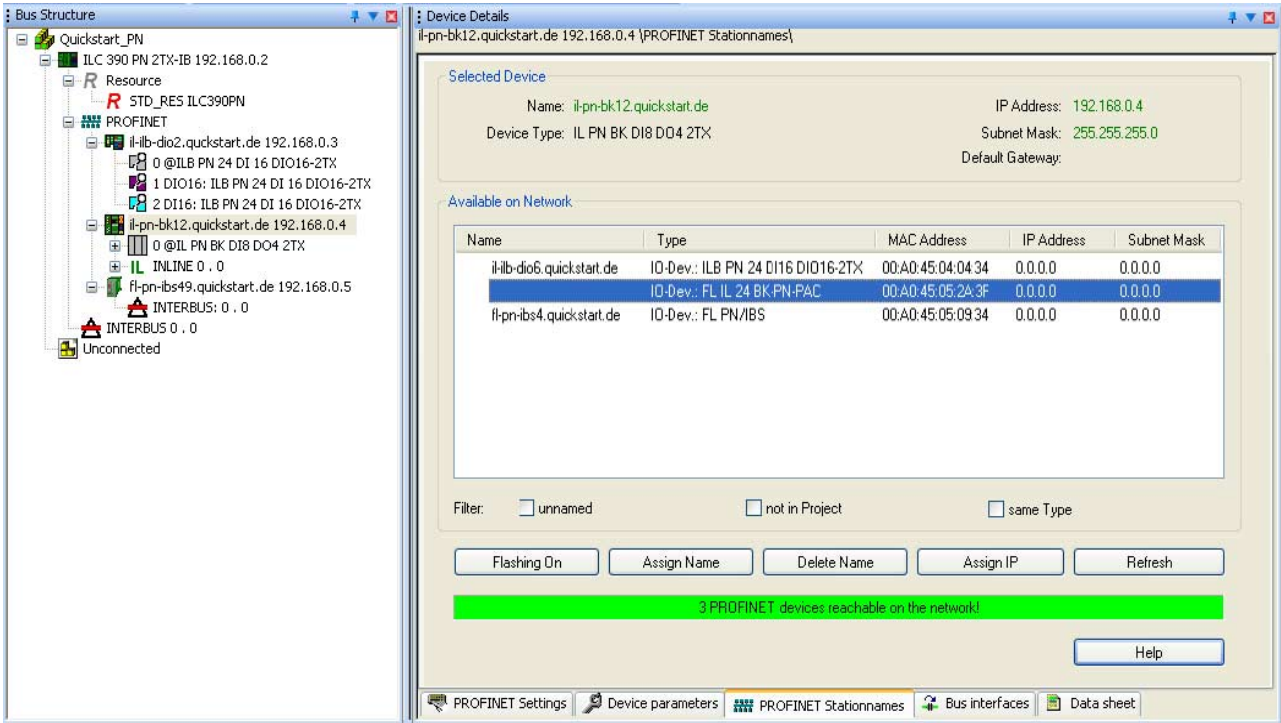 Bus Structure
Quickstart_PN
ILC 390 PN 2TX-IB 192.168.0.2
Resource
STD_RES ILC390PN
PROFINET
il-ilb-dio2.quckstart.de 192.168.0.3
0 @ILB PN 24 DI 16 DIO16-2TX
1 DIO16: ILB PN 24 DI 16 DIO16-2TX
2 DI16: ILB PN 24 DI 16 DIO16-2TX
il-pn-bk12.quickstart.de 192.168.0.4
0 @IL PN BK DI8 DO4 2TX
INLINE 0 . 0
fl-pn-ibs49.quickstart.de 192.168.0.5
INTERBUS: 0 . 0
INTERBUS 0 . 0
Unconnected
Device Details
il-pn-bk12.quickstart.de 192.168.0.4 \PROFINET Stationnames\
Selected Device
Name: il-pn-bk12.quickstart.de IP Address: 192.168.0.4
Device Type: IL PN BK DI8 DO4 2TX Subnet Mask: 255.255.255.0
Default Gateway:
Available on Network
Name Type MAC Address IP Address Subnet Mask
il-ilb-dio6.quickstart.de IO-Dev.: ILB PN 24 DI16 DIO16-2TX 00:A0:45:04:04:34 0.0.0.0 0.0.0.0
IO-Dev.: FL IL 24 BK-PN-PAC 00:A0:45:05:2A:3F 0.0.0.0 0.0.0.0
fl-pn-ibs4.quickstart.de IO-Dev.: FL PN/IBS 00:A0:45:05:09:34 0.0.0.0 0.0.0.0
Filter: unnamed not in Project same Type
Flashing On Assign Name Delete Name Assign IP Refresh
3 PROFINET devices reachable on the network!
Help
PROFINET Settings Device parameters PROFINET Stationnames Bus interfaces Data sheet